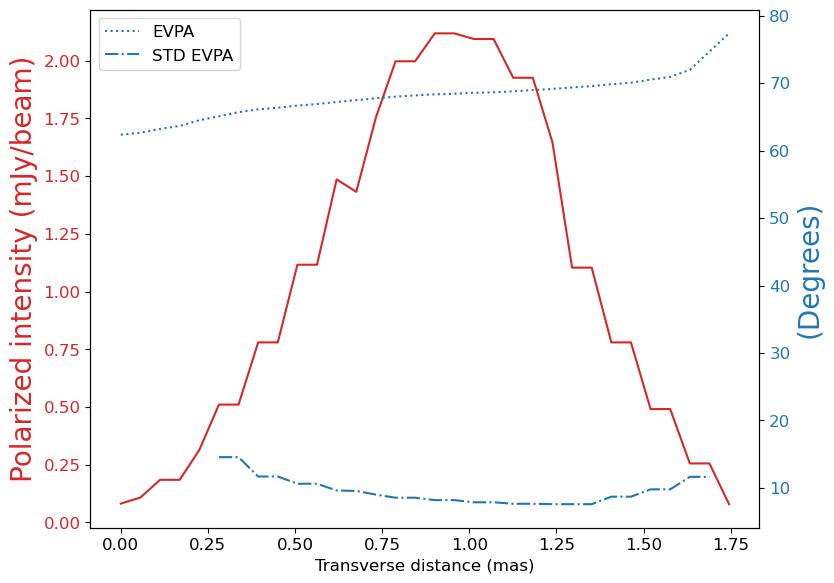 EVPA
STD EVPA
Polarized intensity (mJy/beam)
2.00
1.75
1.50
1.25
1.00
0.75
0.50
0.25
0.00
80
70
60
50
40
30
20
10
(Degrees)
0.00 0.25 0.50 0.75 1.00 1.25 1.50 1.75
Transverse distance (mas)